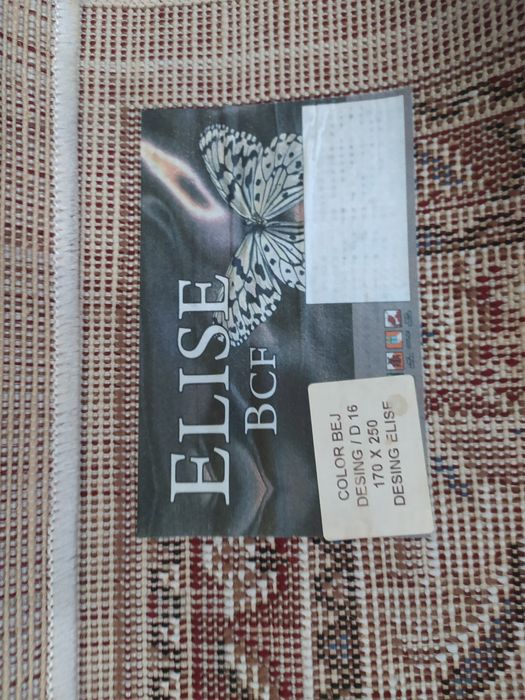 ELISE
BCF
COLOR BEJ
DESING / D 16
170 X 250
DESING ELISE